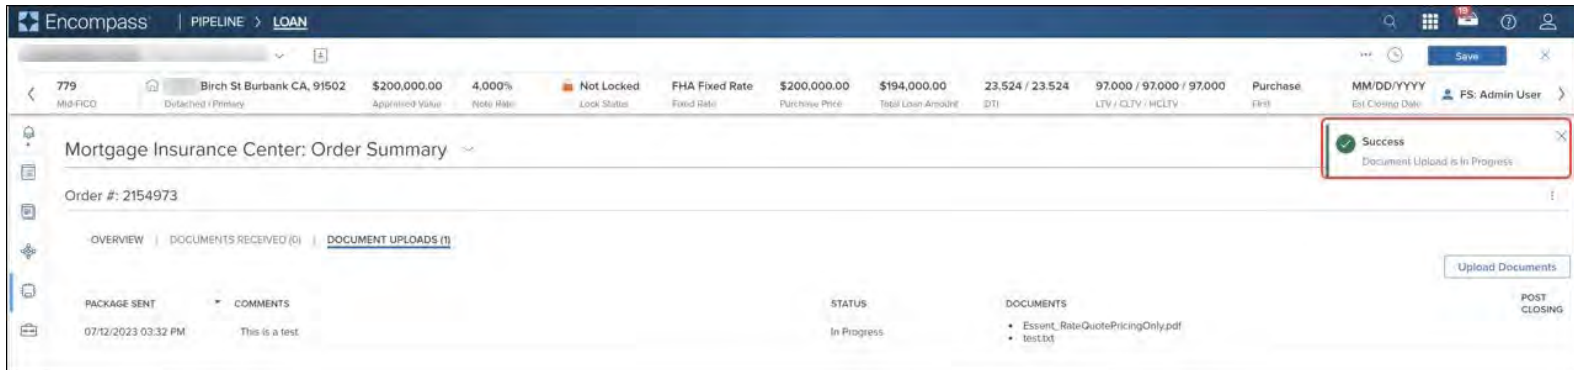 Encompass | PIPELINE > LOAN
19
Save
779 Birch St Burbank CA, 91502 $200,000.00 4.000% Not Locked FHA Fixed Rate $200,000.00 $194,000.00 23.524 / 23.524 97.000 / 97.000 / 97.000 Purchase MM/DD/YYYY FS: Admin User
Mid-FICO Detached / Primary Appraised Value Note Rate Lock Status Fixed Rate Purchase Price Total Loan Amount DTI LTV / CLTV / HCLTV First Est Closing Date
Mortgage Insurance Center: Order Summary
Success
Document Upload is In Progress
Order #: 2154973
OVERVIEW | DOCUMENTS RECEIVED (0) | DOCUMENT UPLOADS (1)
Upload Documents
PACKAGE SENT COMMENTS STATUS DOCUMENTS POST CLOSING
07/12/2023 03:32 PM This is a test In Progress • Essent_RateQuotePricingOnly.pdf
• test.txt